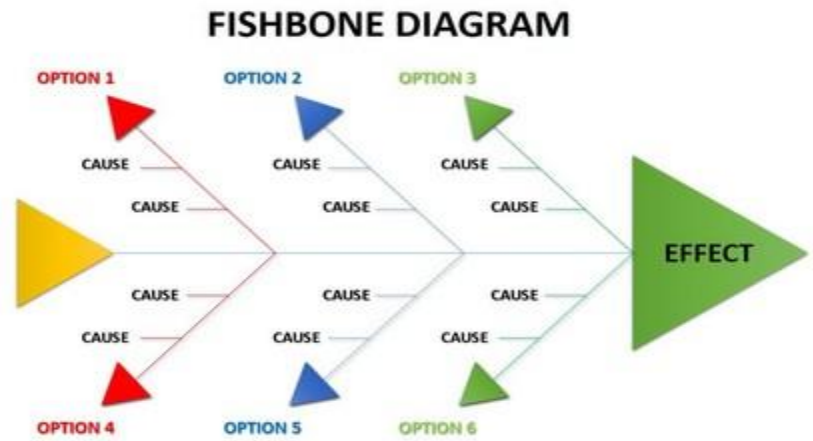 FISHBONE DIAGRAM
OPTION 1
OPTION 2
OPTION 3
CAUSE
CAUSE
CAUSE
CAUSE
CAUSE
CAUSE
EFFECT
CAUSE
CAUSE
CAUSE
CAUSE
CAUSE
CAUSE
OPTION 4
OPTION 5
OPTION 6